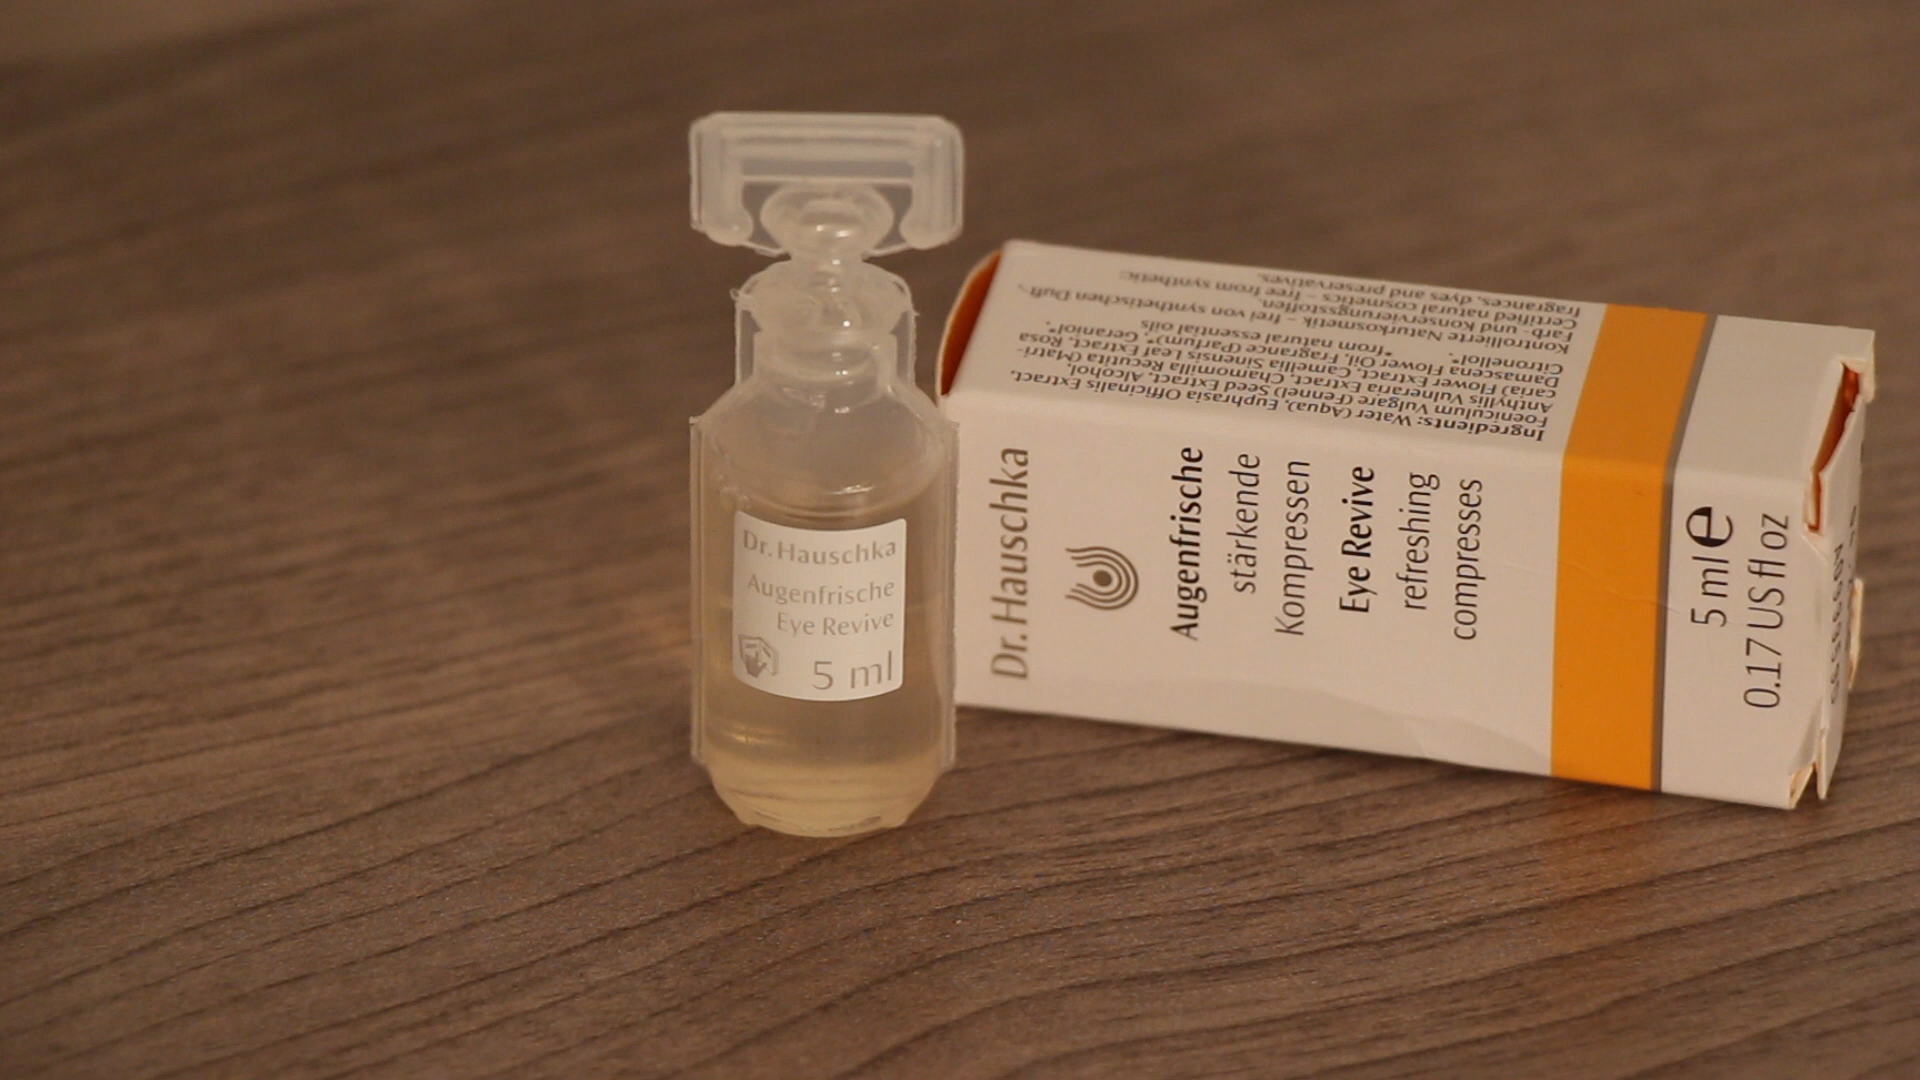 Dr. Hauschka
Augenfrische
Eye Revive
5 ml
Dr. Hauschka
Augenfrische
stärkende
Kompressen
Eye Revive
refreshing
compresses
5 ml e
0.17 US fl oz
Ingredients: Water (Aqua), Euphrasia Officinalis Extract,
Foeniculum Vulgare (Fennel) Seed Extract, Alcohol,
Anthyllis Vulneraria Extract, Chamomilla Recutita (Matri-
caria) Flower Extract, Camellia Sinensis Leaf Extract, Rosa
Damascena Flower Oil, Fragrance (Parfum)*, Geraniol*,
Citronellol*. *from natural essential oils
Kontrollierte Naturkosmetik – frei von synthetischen Duft-,
Farb- und Konservierungsstoffen.
Certified natural cosmetics – free from synthetic
fragrances, dyes and preservatives.